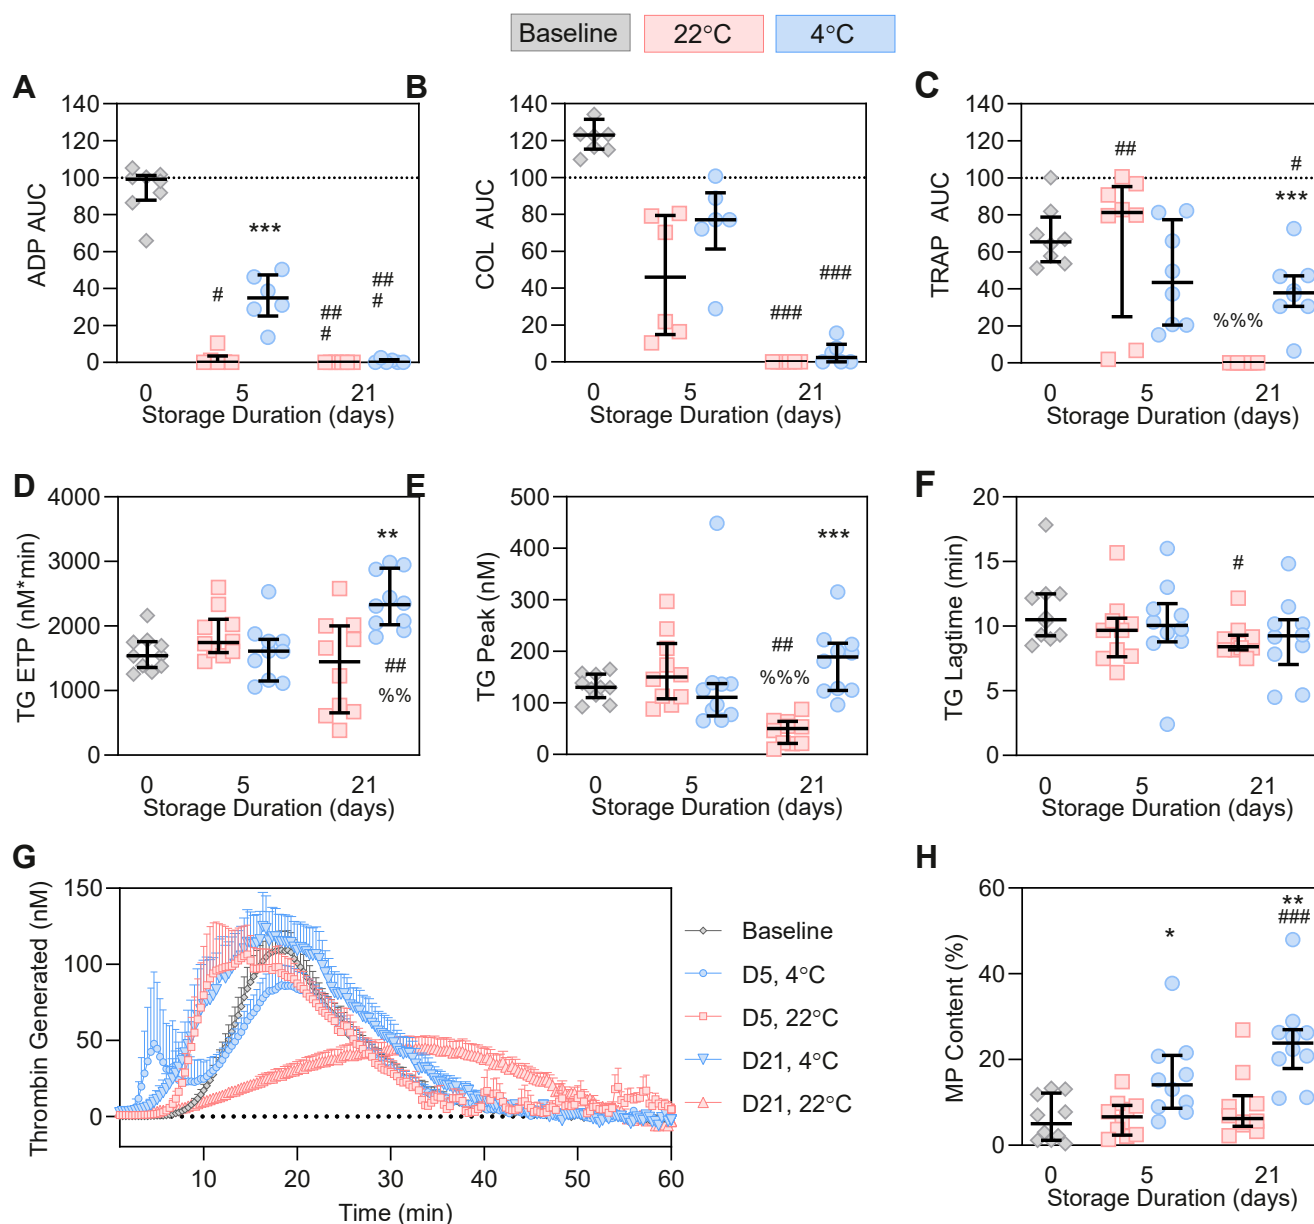 Baseline 22°C 4°C
A
140
120
100
80
60
40
20
0
ADP AUC
#
***
##
#
##
#
0 5 21
Storage Duration (days)
B
140
120
100
80
60
40
20
0
COL AUC
###
###
0 5 21
Storage Duration (days)
C
140
120
100
80
60
40
20
0
TRAP AUC
##
%%%
#
***
0 5 21
Storage Duration (days)
D
4000
3000
2000
1000
0
TG ETP (nM*min)
**
##
%%
0 5 21
Storage Duration (days)
E
500
400
300
200
100
0
TG Peak (nM)
##
%%%
***
0 5 21
Storage Duration (days)
F
20
15
10
5
0
TG Lagtime (min)
#
0 5 21
Storage Duration (days)
G
150
100
50
0
Thrombin Generated (nM)
10 20 30 40 50 60
Time (min)
Baseline
D5, 4°C
D5, 22°C
D21, 4°C
D21, 22°C
H
60
40
20
0
MP Content (%)
*
**
###
0 5 21
Storage Duration (days)